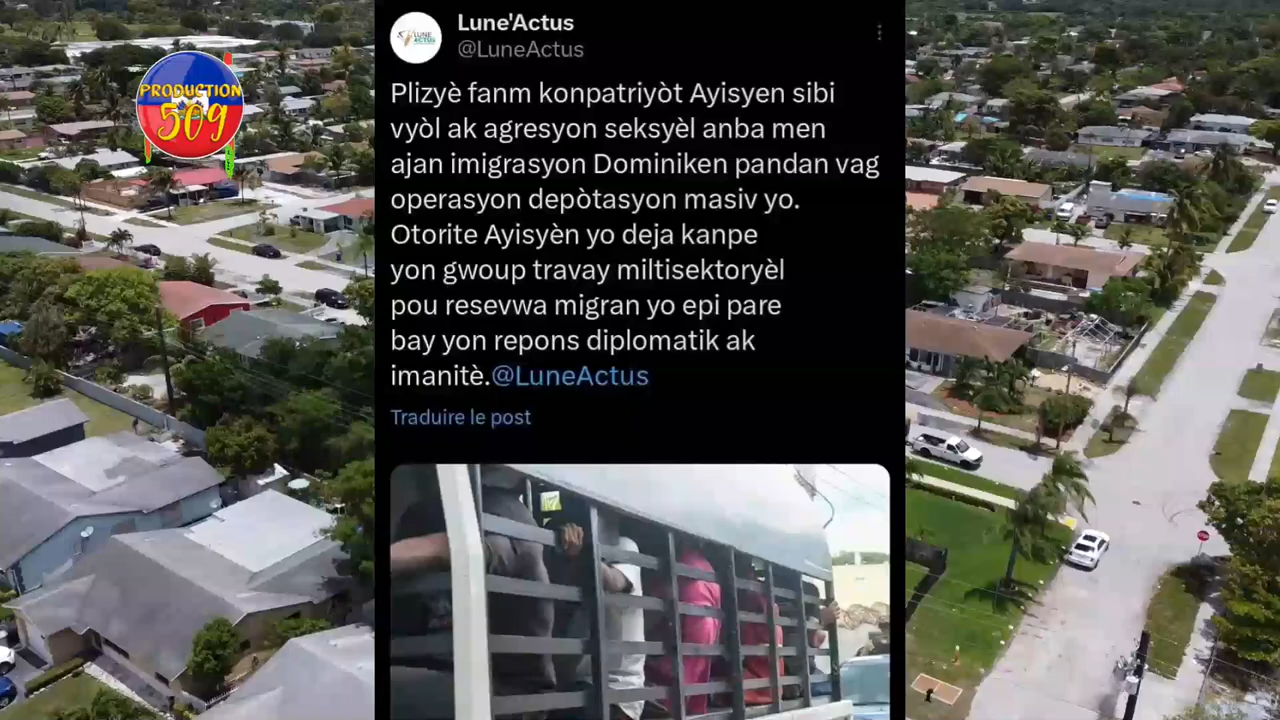 PRODUCTION
509
LUNE
ACTUS
Lune'Actus
@LuneActus
Plizyè fanm konpatriyòt Ayisyen sibi
vyòl ak agresyon seksyèl anba men
ajan imigrasyon Dominiken pandan vag
operasyon depòtasyon masiv yo.
Otorite Ayisyèn yo deja kanpe
yon gwoup travay miltisektoryèl
pou resevwa migran yo epi pare
bay yon repons diplomatik ak
imanitè.@LuneActus
Traduire le post